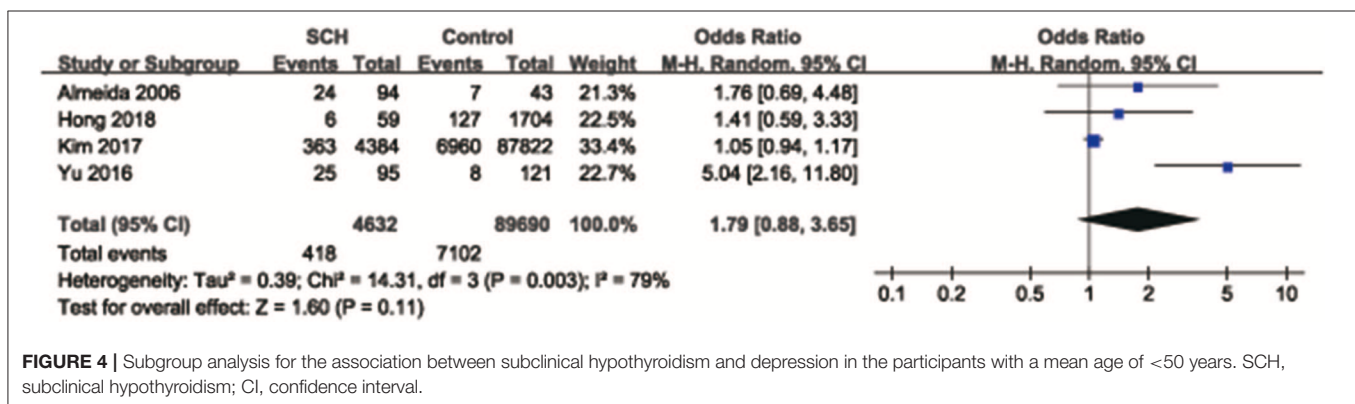 SCH Control Odds Ratio Odds Ratio
Study or Subgroup Events Total Events Total Weight M-H, Random, 95% CI M-H, Random, 95% CI
Almeida 2006 24 94 7 43 21.3% 1.76 [0.69, 4.48]
Hong 2018 6 59 127 1704 22.5% 1.41 [0.59, 3.33]
Kim 2017 363 4384 6960 87822 33.4% 1.05 [0.94, 1.17]
Yu 2016 25 95 8 121 22.7% 5.04 [2.16, 11.80]
Total (95% CI) 4632 89690 100.0% 1.79 [0.88, 3.65]
Total events 418 7102
Heterogeneity: Tau² = 0.39; Chi² = 14.31, df = 3 (P = 0.003); I² = 79%
Test for overall effect: Z = 1.60 (P = 0.11)
0.1 0.2 0.5 1 2 5 10
FIGURE 4 | Subgroup analysis for the association between subclinical hypothyroidism and depression in the participants with a mean age of <50 years. SCH,
subclinical hypothyroidism; CI, confidence interval.